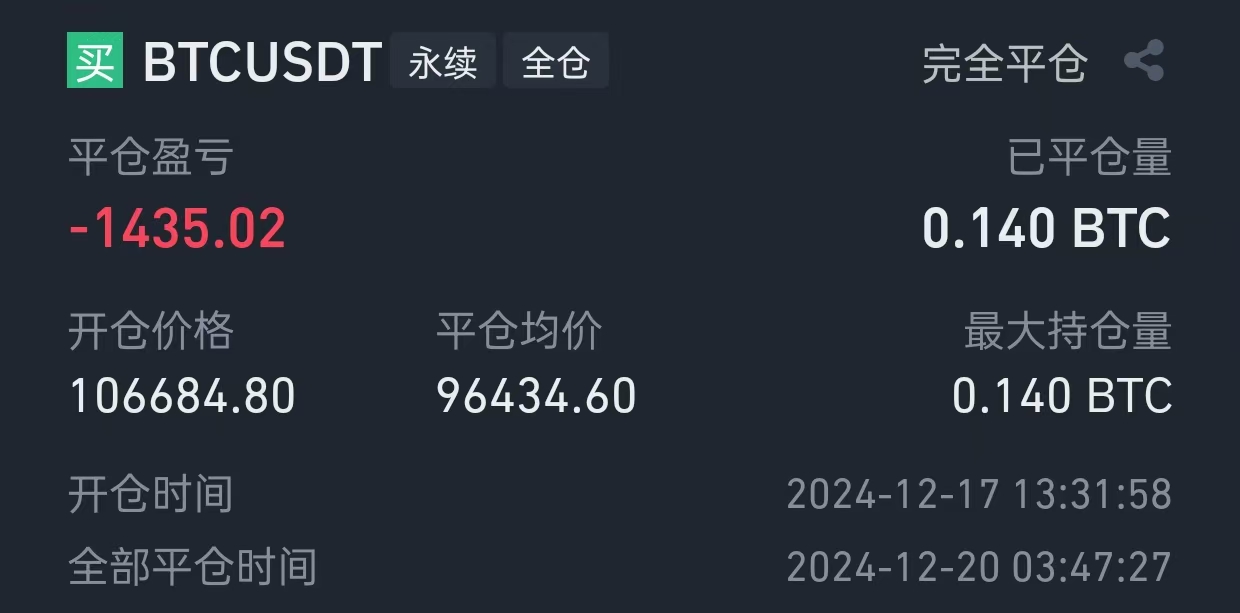 买 BTCUSDT 永续 全仓 完全平仓
平仓盈亏 已平仓量
-1435.02 0.140 BTC
开仓价格 平仓均价 最大持仓量
106684.80 96434.60 0.140 BTC
开仓时间 2024-12-17 13:31:58
全部平仓时间 2024-12-20 03:47:27